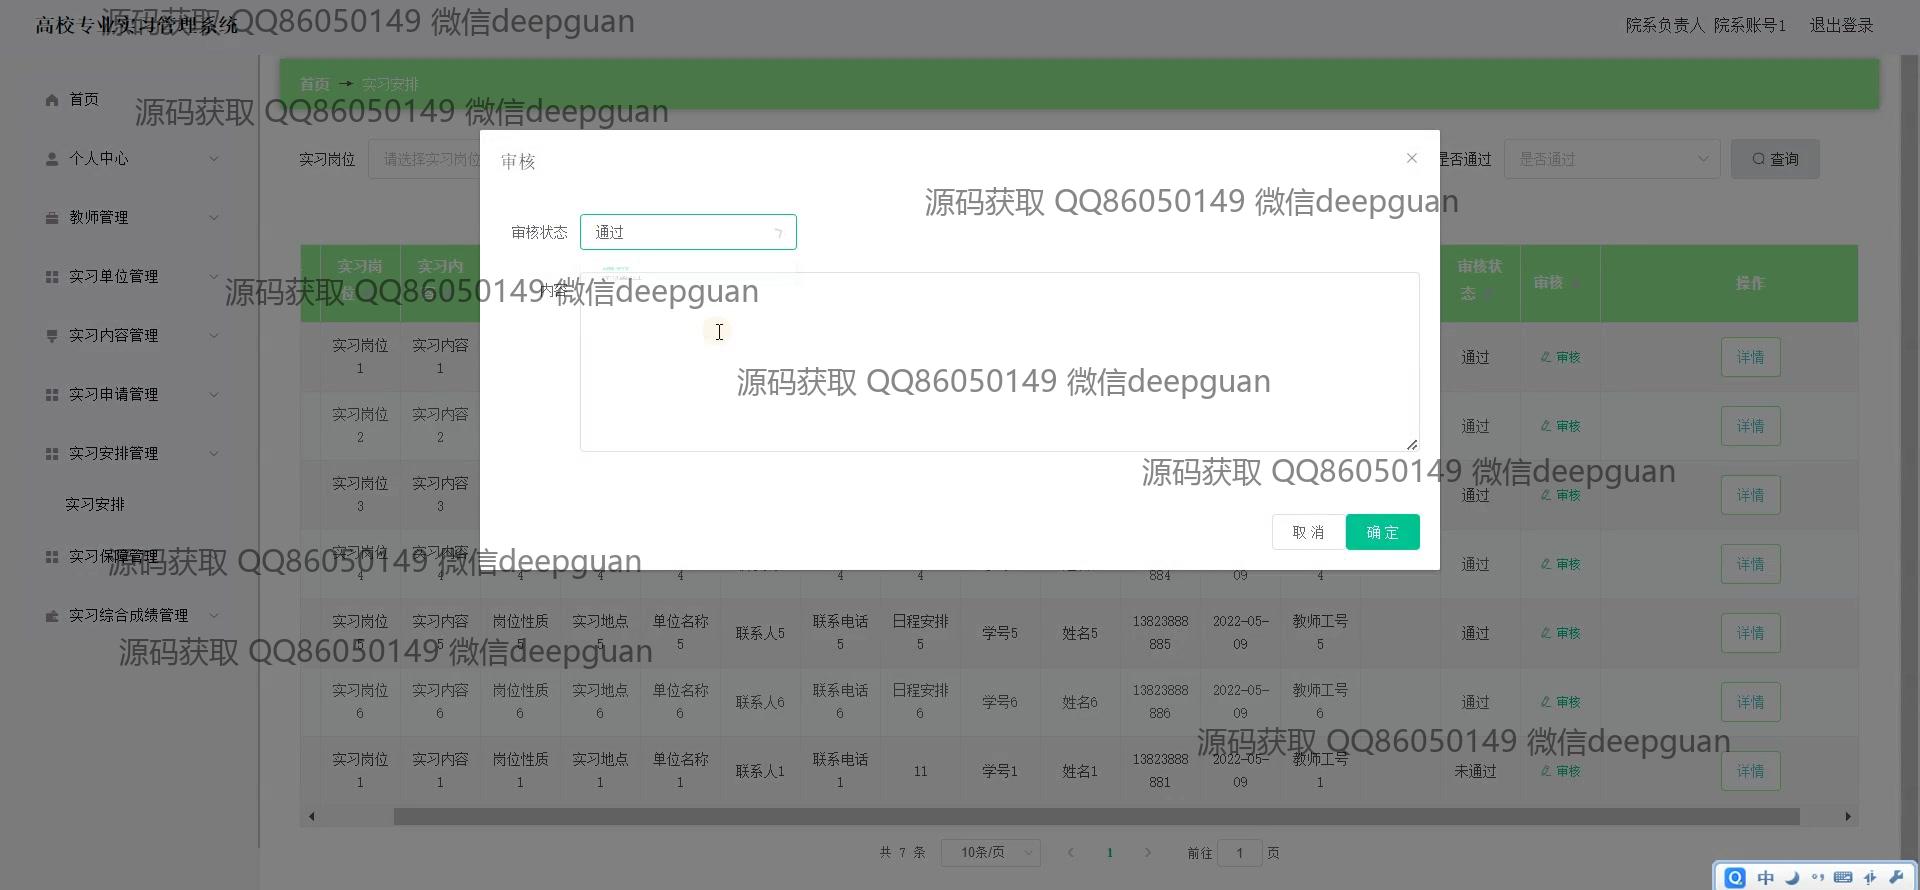 高校专业实习管理系统
院系负责人 院系账号1 退出登录
源码获取 QQ86050149 微信deepguan
首页
个人中心
教师管理
实习单位管理
实习内容管理
实习申请管理
实习安排管理
实习安排
实习保障管理
实习综合成绩管理
首页 → 实习安排
源码获取 QQ86050149 微信deepguan
实习岗位 请选择实习岗位
是否通过 是否通过 查询
审核
源码获取 QQ86050149 微信deepguan
审核状态 通过
内容
源码获取 QQ86050149 微信deepguan
源码获取 QQ86050149 微信deepguan
源码获取 QQ86050149 微信deepguan
取消 确定
源码获取 QQ86050149 微信deepguan
源码获取 QQ86050149 微信deepguan
源码获取 QQ86050149 微信deepguan
实习岗位 实习内 审核状态 审核 操作
实习岗位1 实习内容1 通过 审核 详情
实习岗位2 实习内容2 通过 审核 详情
实习岗位3 实习内容3 通过 审核 详情
实习岗位4 实习内容4 4 4 4 4 4 884 09 4 通过 审核 详情
实习岗位5 实习内容5 岗位性质5 实习地点5 单位名称5 联系人5 联系电话5 日程安排5 学号5 姓名5 13823888885 2022-05-09 教师工号5 通过 审核 详情
实习岗位6 实习内容6 岗位性质6 实习地点6 单位名称6 联系人6 联系电话6 日程安排6 学号6 姓名6 13823888886 2022-05-09 教师工号6 通过 审核 详情
实习岗位1 实习内容1 岗位性质1 实习地点1 单位名称1 联系人1 联系电话1 11 学号1 姓名1 13823888881 2022-05-09 教师工号1 未通过 审核 详情
共 7 条 10条/页 1 前往 1 页
中